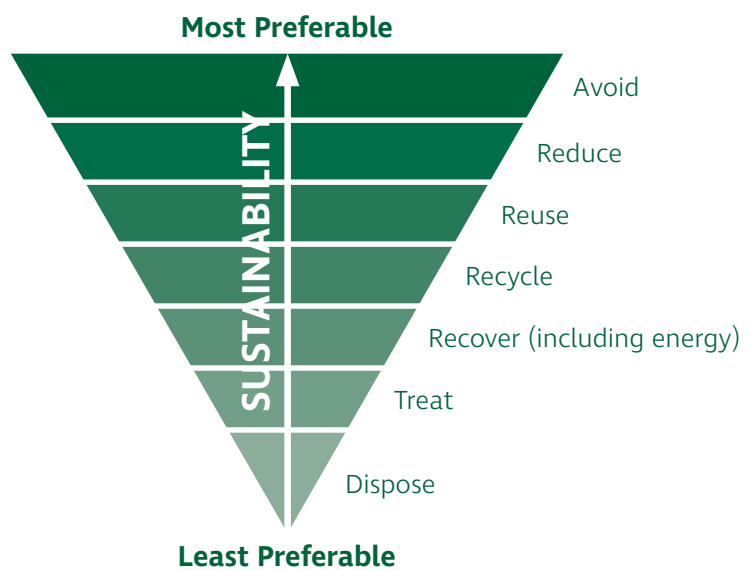 Most Preferable
Avoid
Reduce
Reuse
Recycle
Recover (including energy)
Treat
Dispose
SUSTAINABILITY
Least Preferable